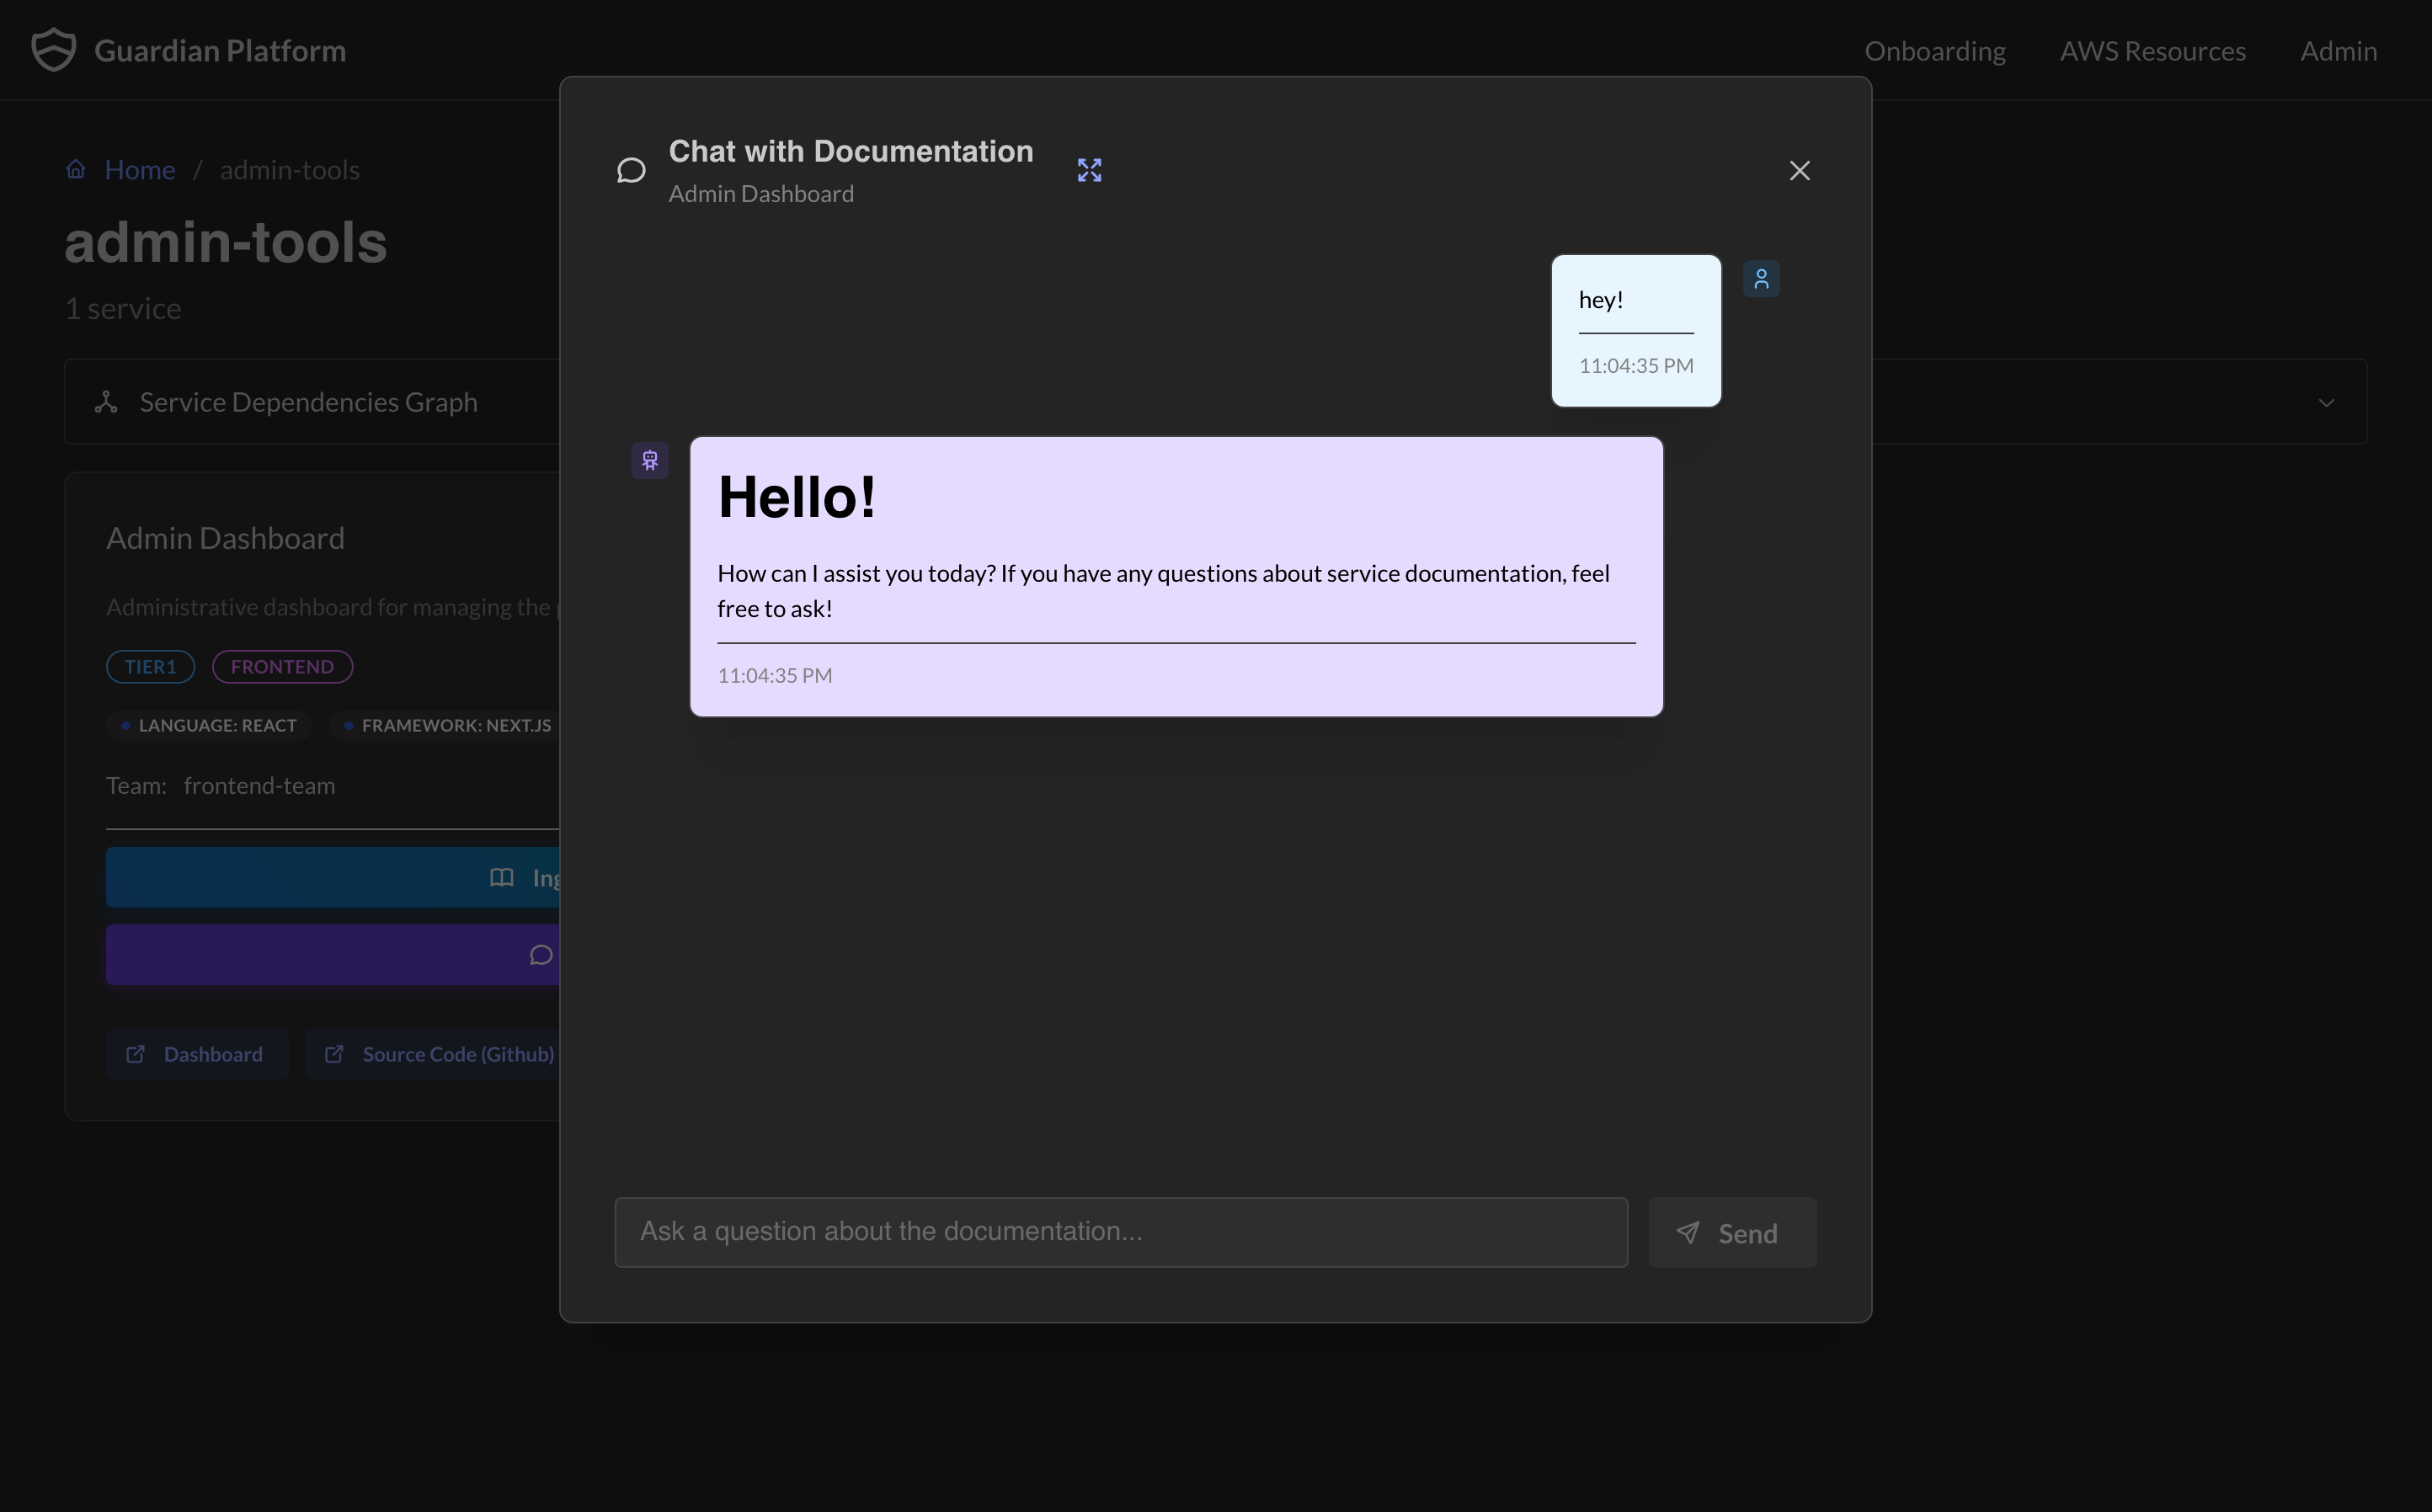 Guardian Platform
Onboarding
AWS Resources
Admin
Home / admin-tools
admin-tools
1 service
Service Dependencies Graph
Admin Dashboard
Administrative dashboard for managing the
TIER1
FRONTEND
LANGUAGE: REACT
FRAMEWORK: NEXT.JS
Team: frontend-team
Dashboard
Source Code (Github)
Chat with Documentation
Admin Dashboard
hey!
11:04:35 PM
Hello!
How can I assist you today? If you have any questions about service documentation, feel
free to ask!
11:04:35 PM
Ask a question about the documentation...
Send